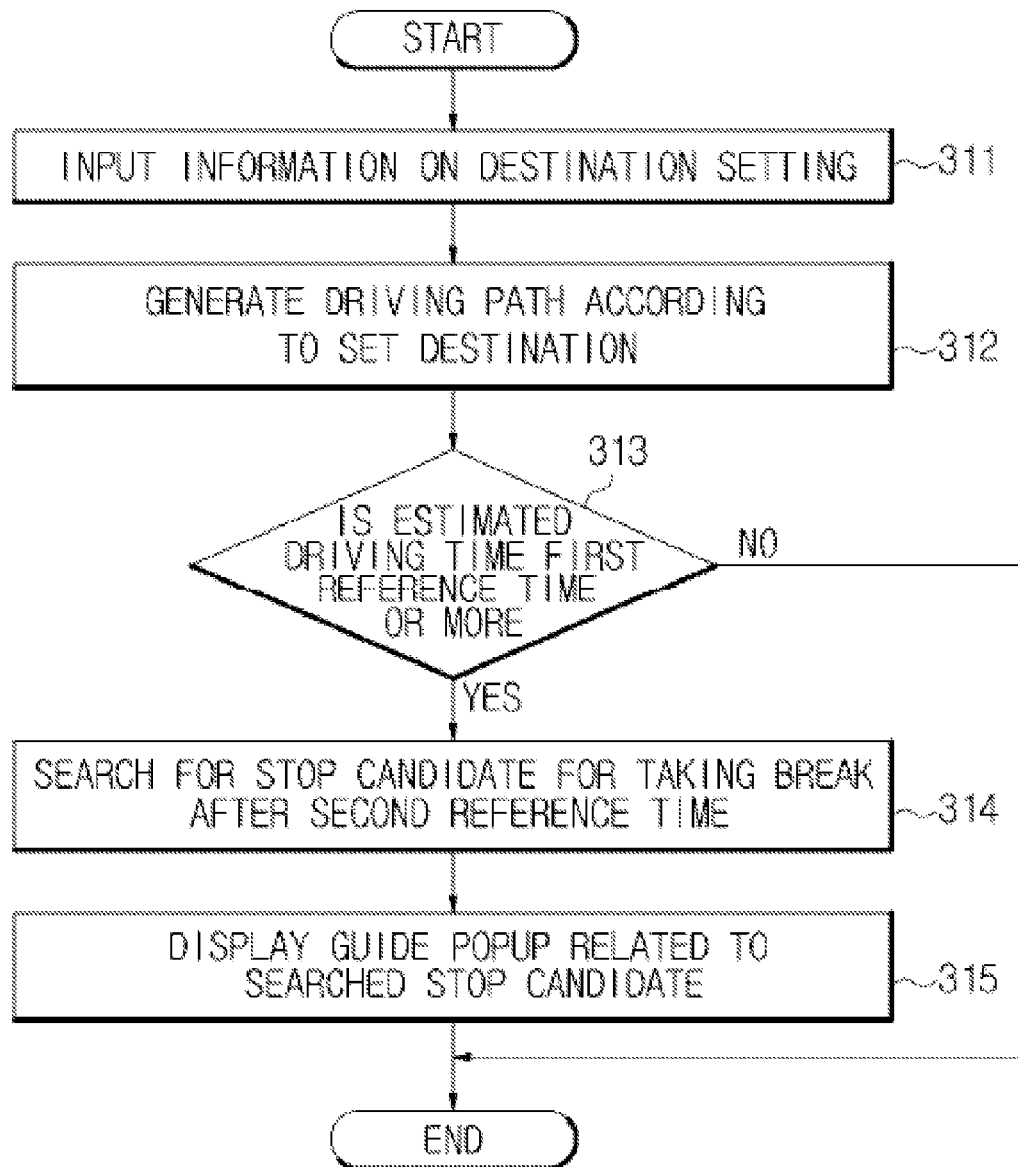 START
INPUT INFORMATION ON DESTINATION SETTING
311
GENERATE DRIVING PATH ACCORDING
TO SET DESTINATION
312
313
IS ESTIMATED
DRIVING TIME FIRST
REFERENCE TIME
OR MORE
NO
YES
SEARCH FOR STOP CANDIDATE FOR TAKING BREAK
AFTER SECOND REFERENCE TIME
314
DISPLAY GUIDE POPUP RELATED TO
SEARCHED STOP CANDIDATE
315
END